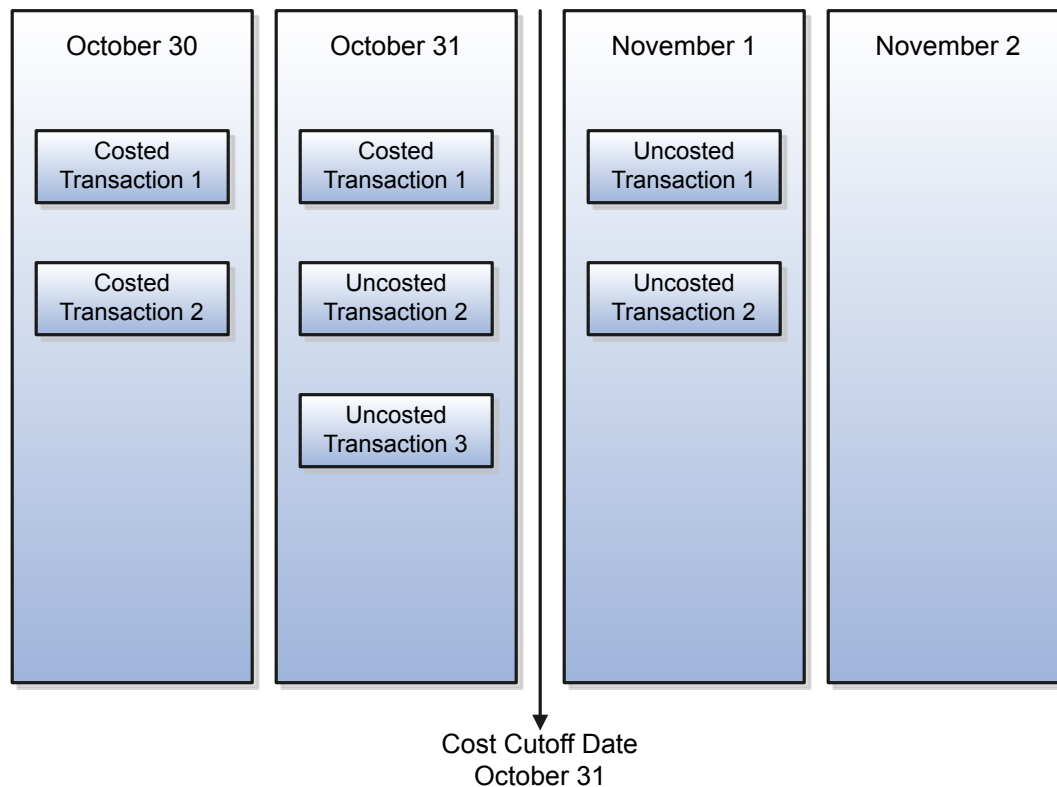 October 30
Costed
Transaction 1
Costed
Transaction 2
October 31
Costed
Transaction 1
Uncosted
Transaction 2
Uncosted
Transaction 3
November 1
Uncosted
Transaction 1
Uncosted
Transaction 2
November 2
Cost Cutoff Date
October 31